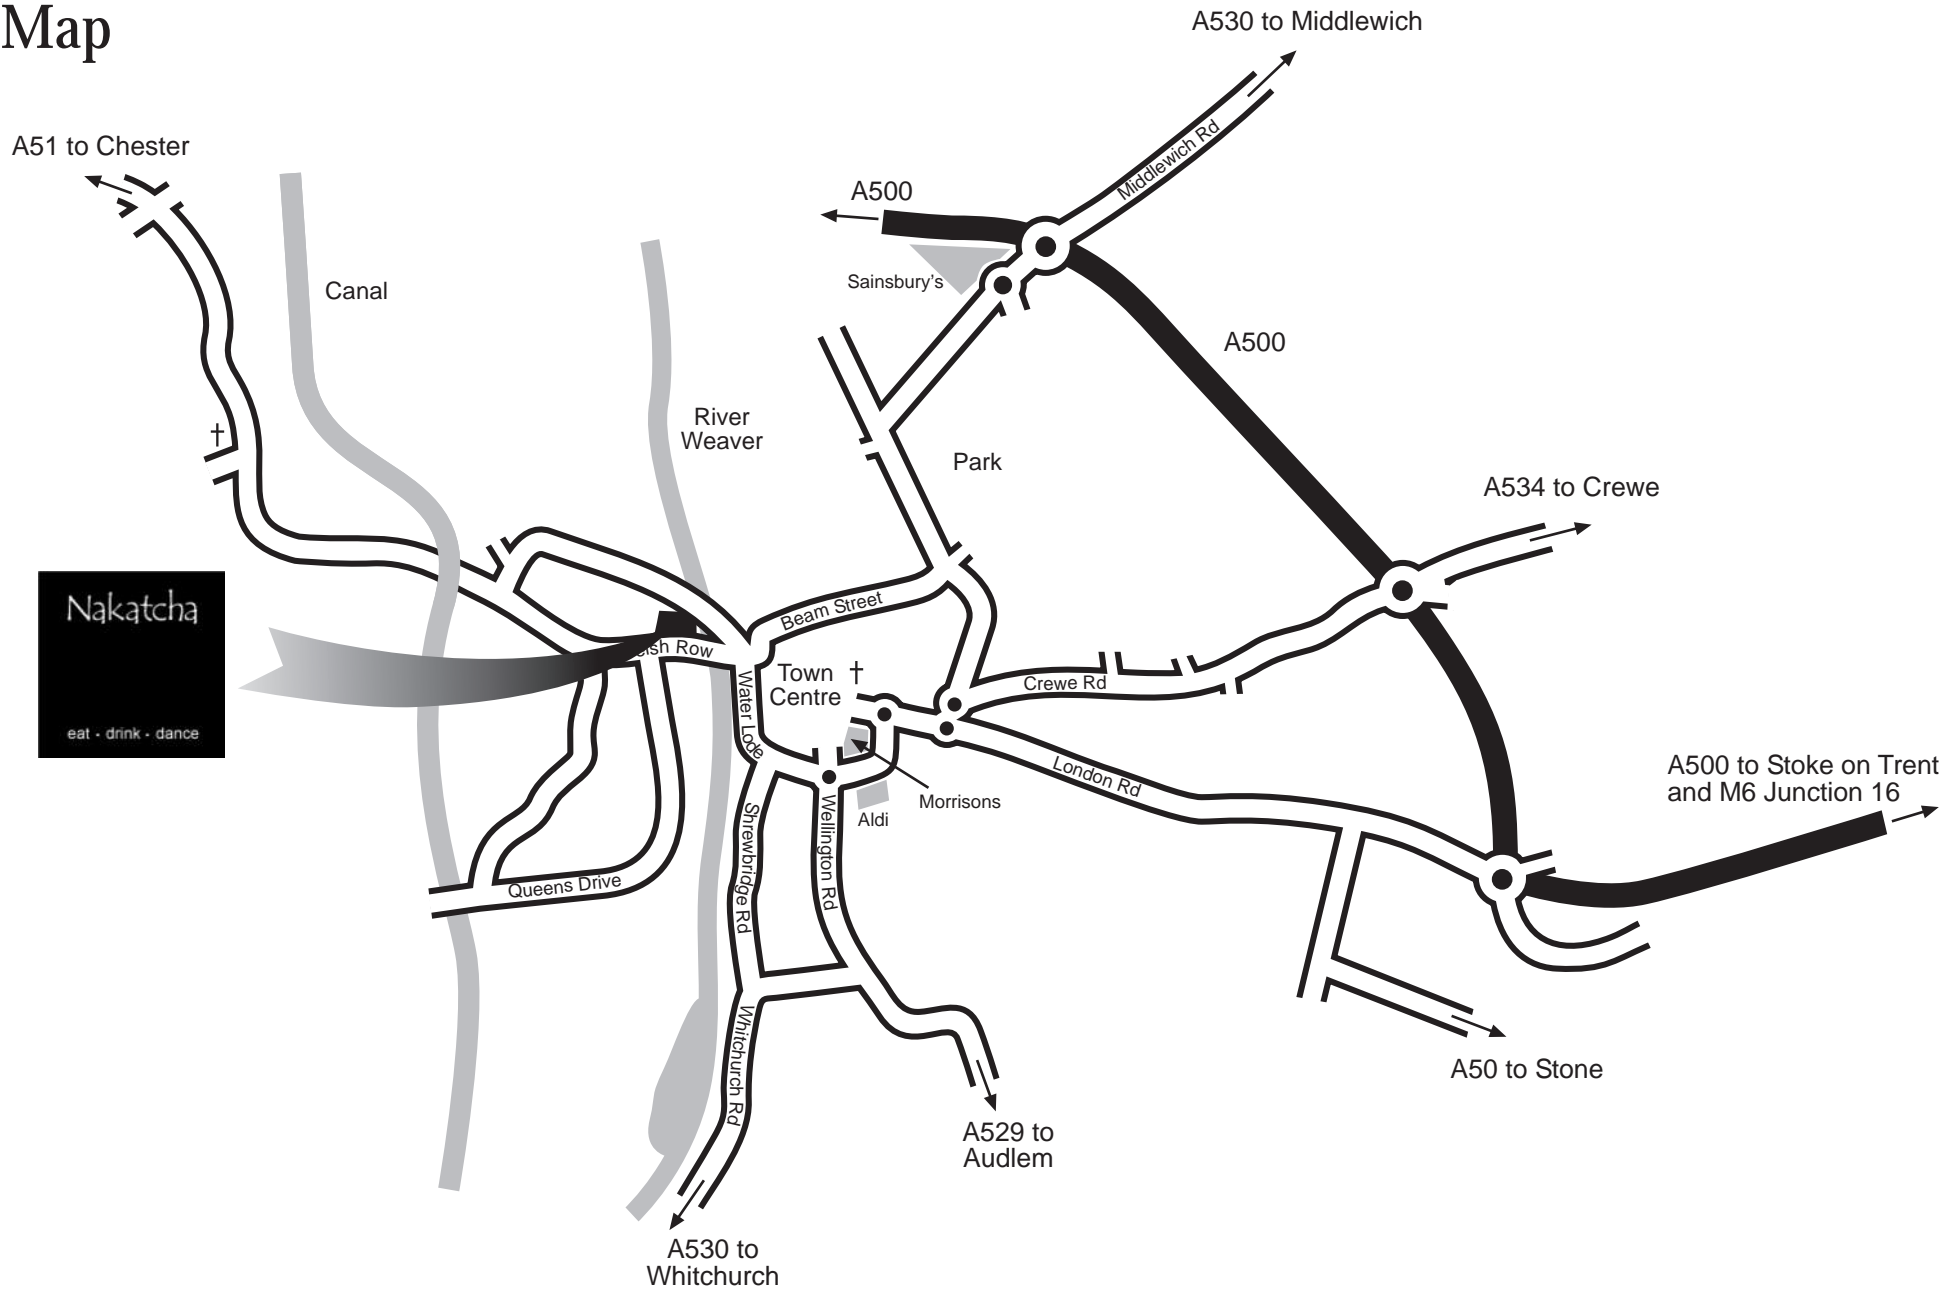 Map
A530 to Middlewich
A51 to Chester
Middlewich Rd
A500
Canal
Sainsbury's
A500
River
Weaver
Park
A534 to Crewe
Nakatcha
eat - drink - dance
Beam Street
Row
Town
Centre
Crewe Rd
Water Lode
London Rd
A500 to Stoke on Trent
and M6 Junction 16
Morrisons
Aldi
Shrewbridge Rd
Wellington Rd
Queens Drive
Whitchurch Rd
A50 to Stone
A529 to
Audlem
A530 to
Whitchurch